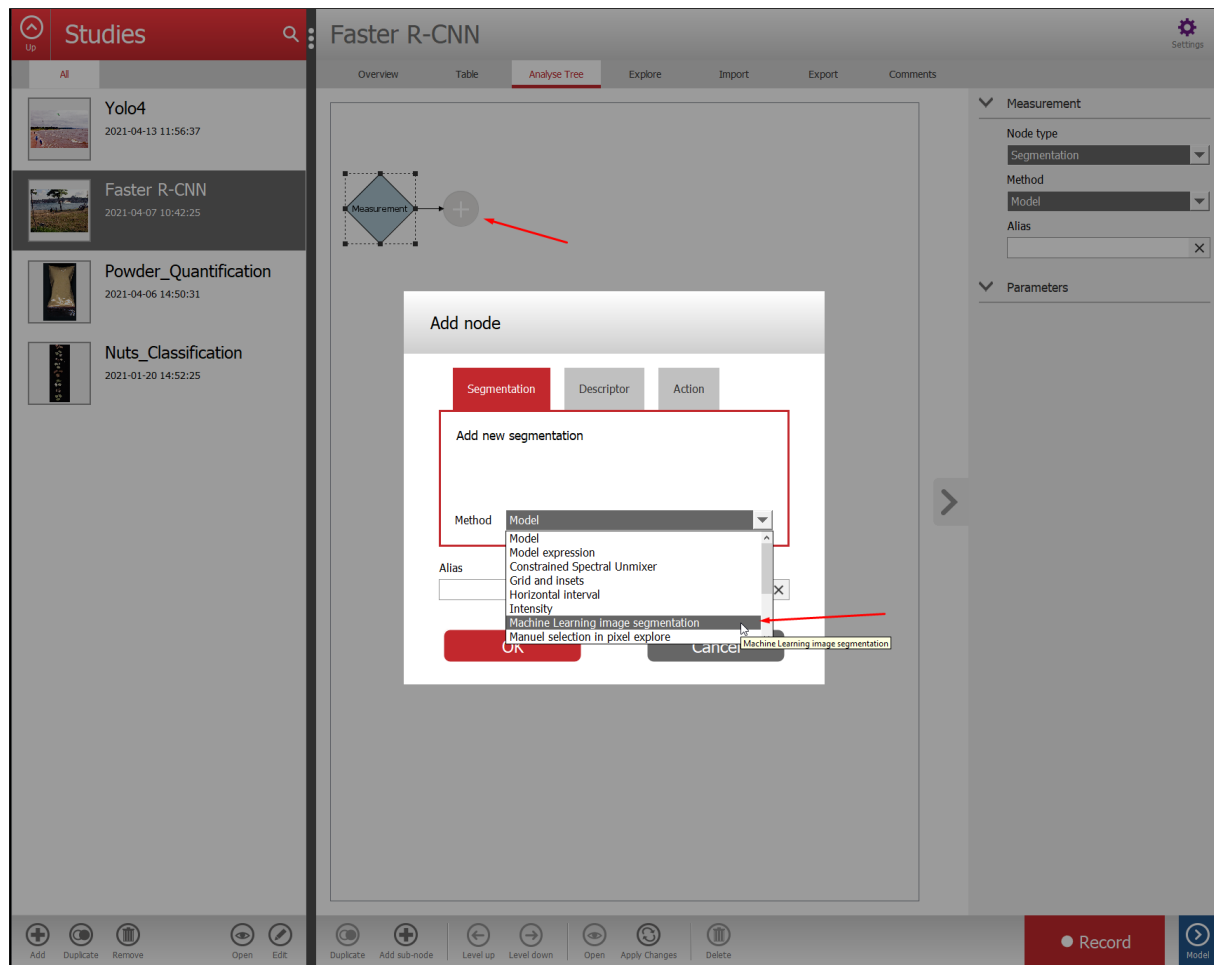 Up
Studies
Faster R-CNN
Settings
All
Overview
Table
Analyse Tree
Explore
Import
Export
Comments
Yolo4
2021-04-13 11:56:37
Faster R-CNN
2021-04-07 10:42:25
Powder_Quantification
2021-04-06 14:50:31
Nuts_Classification
2021-01-20 14:52:25
Measurement
Add node
Segmentation
Descriptor
Action
Add new segmentation
Method
Model
Model
Model expression
Constrained Spectral Unmixer
Grid and insets
Horizontal interval
Intensity
Machine Learning image segmentation
Manuel selection in pixel explore
Machine Learning image segmentation
Alias
OK
Cancel
Measurement
Node type
Segmentation
Method
Model
Alias
Parameters
Add
Duplicate
Remove
Open
Edit
Duplicate
Add sub-node
Level up
Level down
Open
Apply Changes
Delete
Record
Model